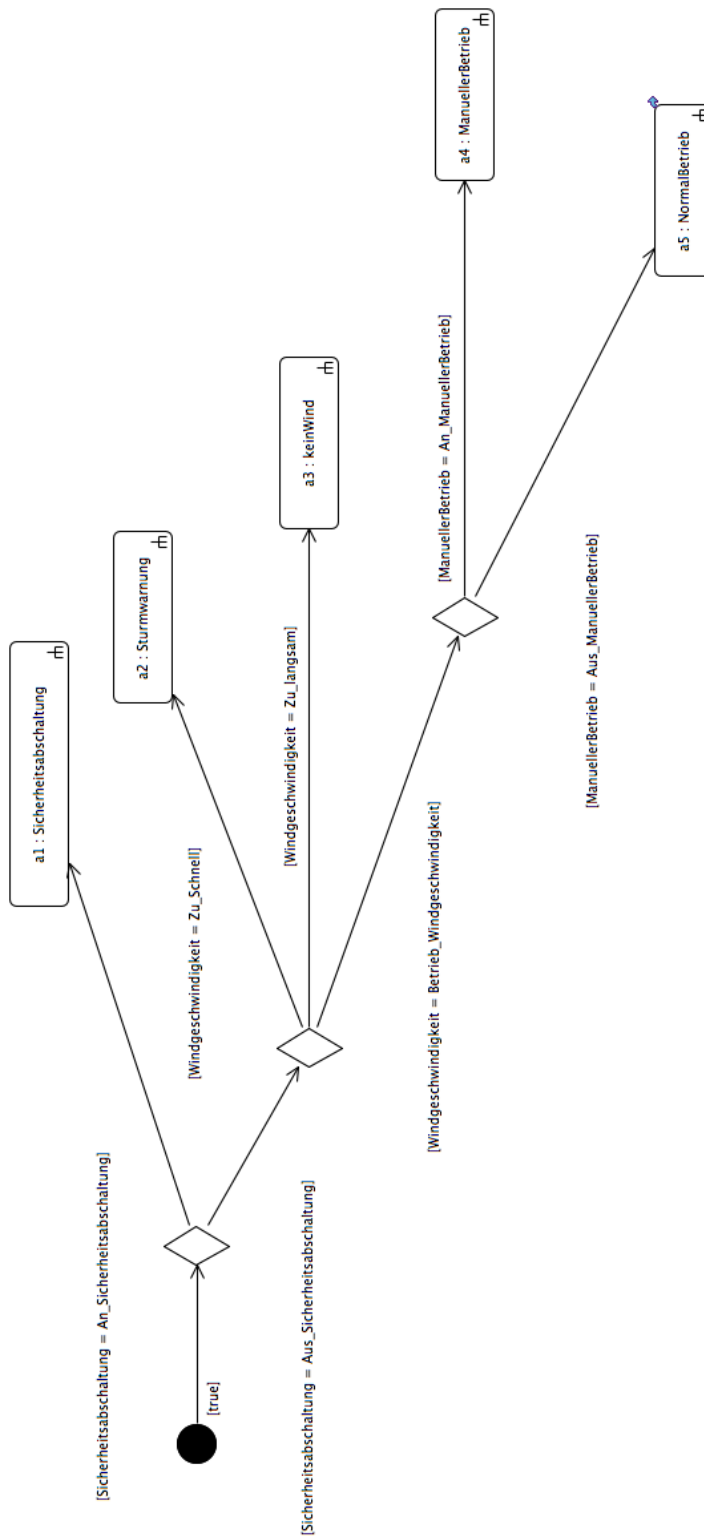 [true]
[Sicherheitsabschaltung = An_Sicherheitsabschaltung]
[Sicherheitsabschaltung = Aus_Sicherheitsabschaltung]
a1 : Sicherheitsabschaltung
[Windgeschwindigkeit = Zu_Schnell]
a2 : Sturmwarnung
[Windgeschwindigkeit = Zu_langsam]
a3 : keinWind
[Windgeschwindigkeit = Betrieb_Windgeschwindigkeit]
[ManuellerBetrieb = An_ManuellerBetrieb]
a4 : ManuellerBetrieb
[ManuellerBetrieb = Aus_ManuellerBetrieb]
a5 : NormalBetrieb